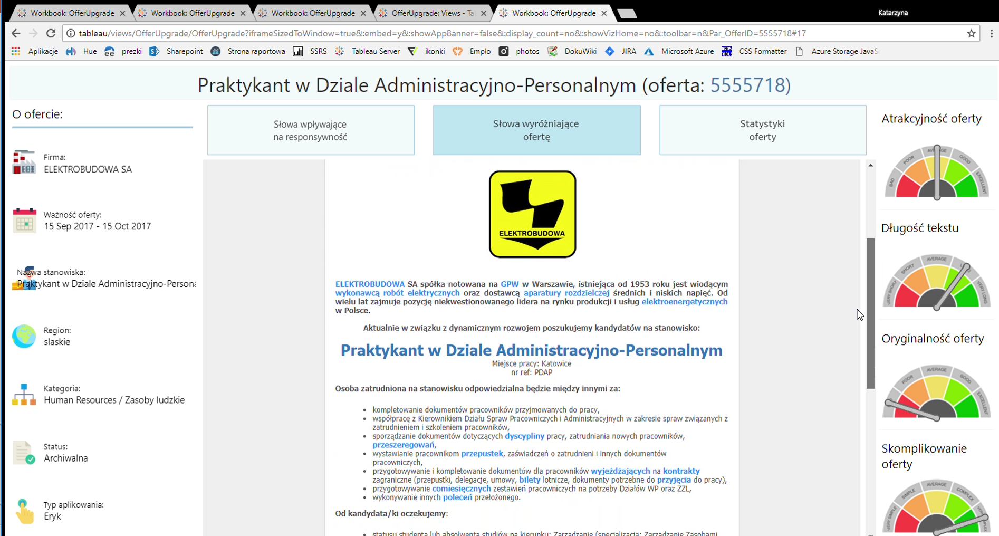 Workbook: OfferUpgrade
Workbook: OfferUpgrade
Workbook: OfferUpgrade
OfferUpgrade: Views - Ta
Workbook: OfferUpgrade
Katarzyna
tableau/views/OfferUpgrade/OfferUpgrade?iframeSizedToWindow=true&:embed=y&:showAppBanner=false&:display_count=no&:showVizHome=no&:toolbar=n&Par_OfferID=5555718#17
Aplikacje
Hue
prezki
Sharepoint
Strona raportowa
SSRS
Tableau Server
ikonki
Emplo
photos
DokuWiki
JIRA
Microsoft Azure
CSS Formatter
Azure Storage JavaSc
Praktykant w Dziale Administracyjno-Personalnym (oferta: 5555718)
O ofercie:
Firma:
ELEKTROBUDOWA SA
Ważność oferty:
15 Sep 2017 - 15 Oct 2017
Nazwa stanowiska:
Praktykant w Dziale Administracyjno-Persona
Region:
slaskie
Kategoria:
Human Resources / Zasoby ludzkie
Status:
Archiwalna
Typ aplikowania:
Eryk
Słowa wpływające
na responsywność
Słowa wyróżniające
ofertę
Statystyki
oferty
ELEKTROBUDOWA
ELEKTROBUDOWA SA spółka notowana na GPW w Warszawie, istniejąca od 1953 roku jest wiodącym
wykonawcą robót elektrycznych oraz dostawcą aparatury rozdzielczej średnich i niskich napięć. Od
wielu lat zajmuje pozycję niekwestionowanego lidera na rynku produkcji i usług elektroenergetycznych
w Polsce.
Aktualnie w związku z dynamicznym rozwojem poszukujemy kandydatów na stanowisko:
Praktykant w Dziale Administracyjno-Personalnym
Miejsce pracy: Katowice
nr ref: PDAP
Osoba zatrudniona na stanowisku odpowiedzialna będzie między innymi za:
• kompletowanie dokumentów pracowników przyjmowanych do pracy,
• współpracę z Kierownikiem Działu Spraw Pracowniczych i Administracyjnych w zakresie spraw związanych z
zatrudnieniem i szkoleniem pracowników,
• sporządzanie dokumentów dotyczących dyscypliny pracy, zatrudniania nowych pracowników,
przeszeregowań,
• wystawianie pracownikom przepustek, zaświadczeń o zatrudnieni i innych dokumentów
pracowniczych,
• przygotowywanie i kompletowanie dokumentów dla pracowników wyjeżdżających na kontrakty
zagraniczne (przepustki, delegacje, umowy, bilety lotnicze, dokumenty potrzebne do przyjęcia do pracy),
• przygotowywanie comiesięcznych zestawień pracowniczych na potrzeby Działów WP oraz ZZL,
• wykonywanie innych poleceń przełożonego.
Od kandydata/ki oczekujemy:
• statusu studenta lub absolwenta studiów na kierunku: Zarządzanie (specjalizacja: Zarządzanie Zasobami
Atrakcyjność oferty
BAD
POOR
GOOD
EXCELLENT
Długość tekstu
VERY SHORT
SHORT
AVERAGE
VERY LONG
Oryginalność oferty
POOR
AVERAGE
GOOD
EXCELLENT
Skomplikowanie
oferty
VERY SIMPLE
SIMPLE
AVERAGE
COMPLEX